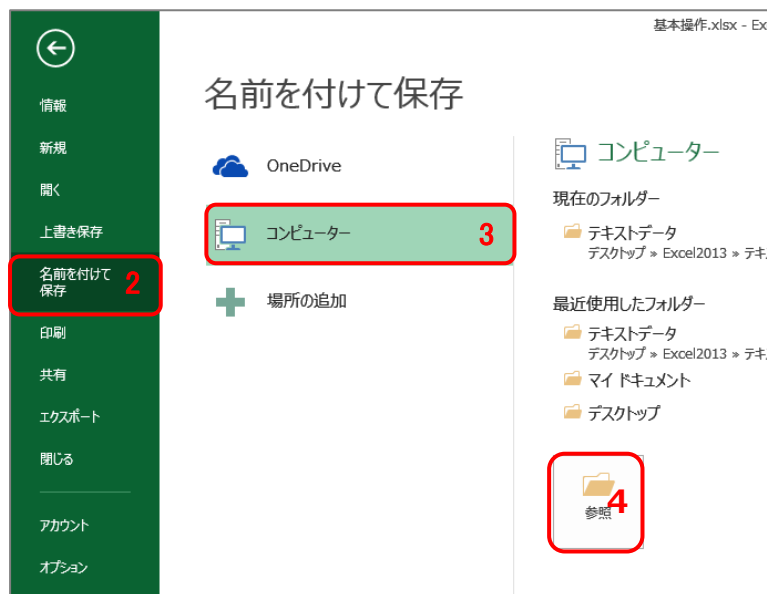 基本操作.xlsx - Ex
情報
新規
開く
上書き保存
名前を付けて
保存
2
印刷
共有
エクスポート
閉じる
アカウント
オプション
名前を付けて保存
OneDrive
コンピューター
3
場所の追加
コンピューター
現在のフォルダー
テキストデータ
デスクトップ » Excel2013 » テキ
最近使用したフォルダー
テキストデータ
デスクトップ » Excel2013 » テキ
マイ ドキュメント
デスクトップ
4
参照